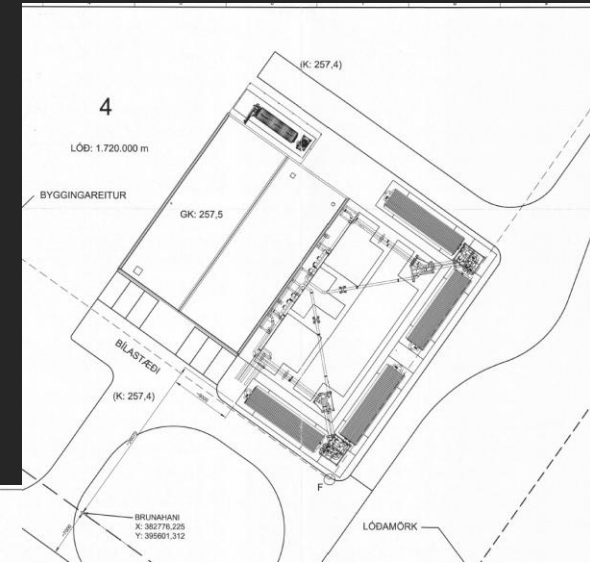 (K: 257,4)
4
LÓÐ: 1.720.000 m
BYGGINGAREITUR
GK: 257,5
BÍLASTÆÐI
(K: 257,4)
F
BRUNAHANI
X: 382776,225
Y: 395601,312
LÓÐAMÖRK